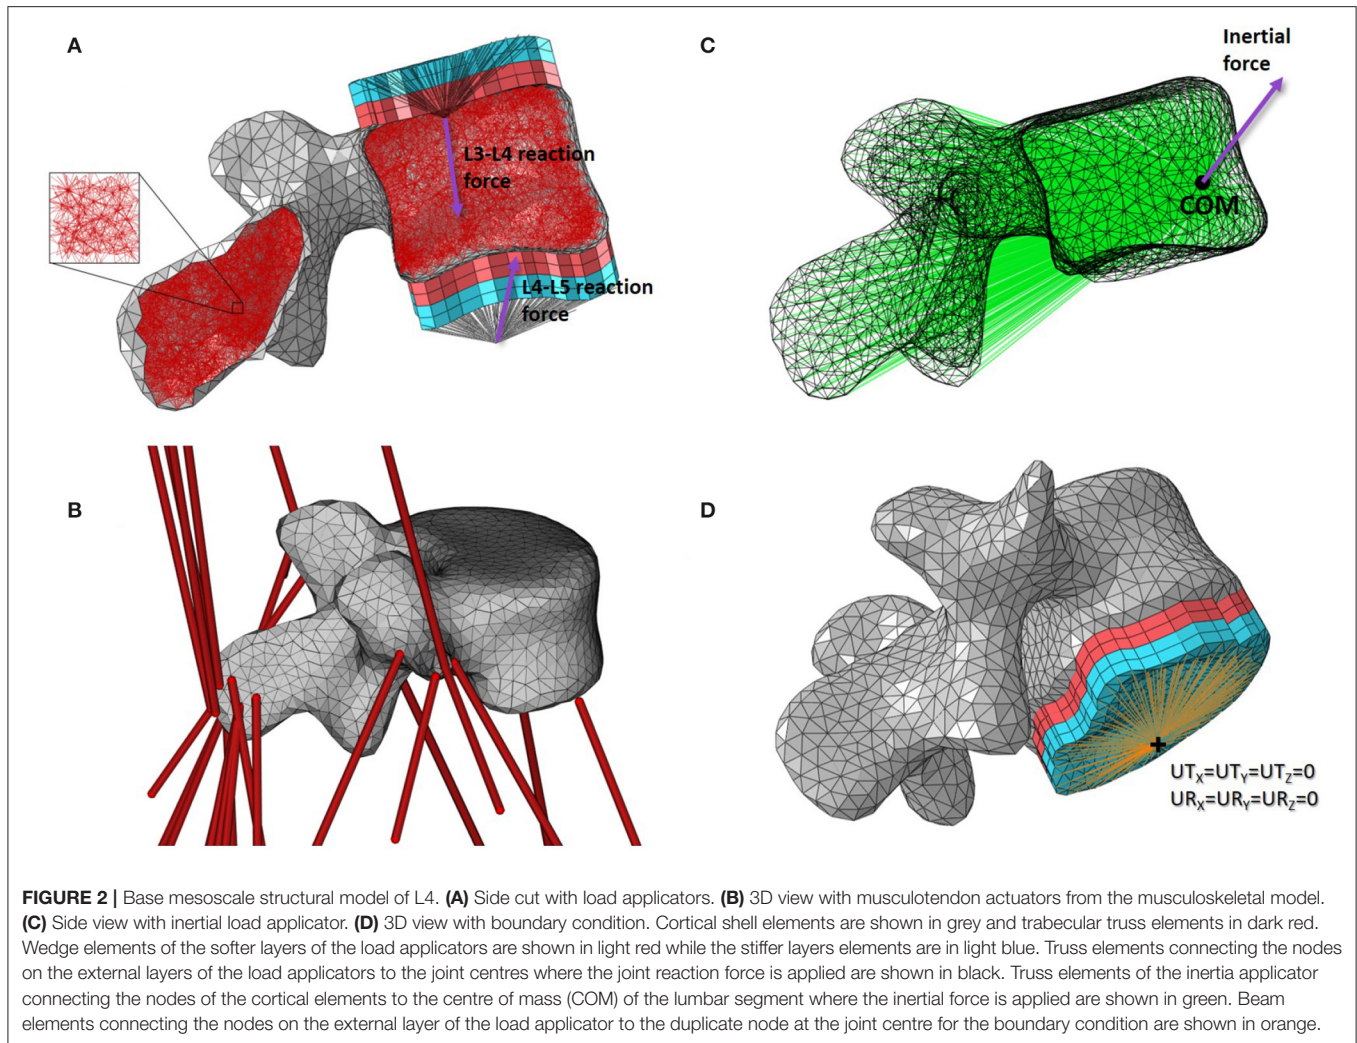 A
L3-L4 reaction
force
L4-L5 reaction
force
C
Inertial
force
COM
B
D
UTX=UTY=UTZ=0
URX=URY=URZ=0
FIGURE 2 | Base mesoscale structural model of L4. (A) Side cut with load applicators. (B) 3D view with musculotendon actuators from the musculoskeletal model.
(C) Side view with inertial load applicator. (D) 3D view with boundary condition. Cortical shell elements are shown in grey and trabecular truss elements in dark red.
Wedge elements of the softer layers of the load applicators are shown in light red while the stiffer layers elements are in light blue. Truss elements connecting the nodes
on the external layers of the load applicators to the joint centres where the joint reaction force is applied are shown in black. Truss elements of the inertia applicator
connecting the nodes of the cortical elements to the centre of mass (COM) of the lumbar segment where the inertial force is applied are shown in green. Beam
elements connecting the nodes on the external layer of the load applicator to the duplicate node at the joint centre for the boundary condition are shown in orange.